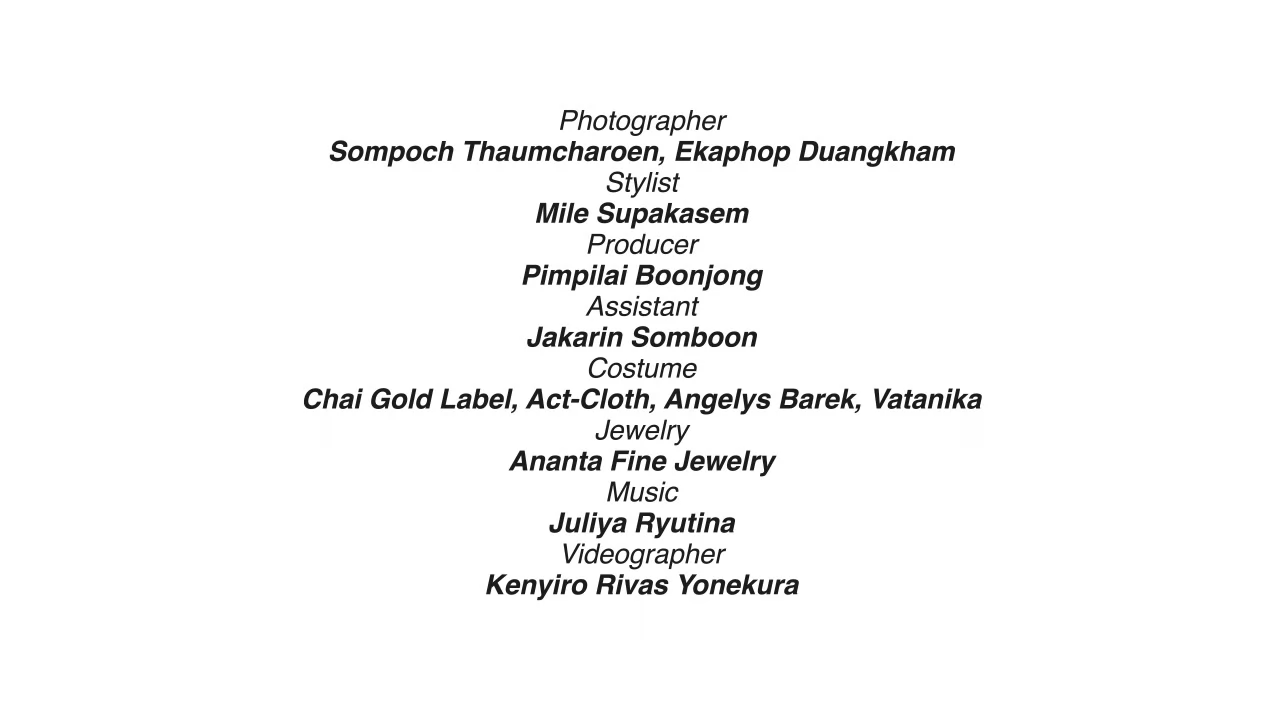 Photographer
Sompoch Thaumcharoen, Ekaphop Duangkham
Stylist
Mile Supakasem
Producer
Pimpilai Boonjong
Assistant
Jakarin Somboon
Costume
Chai Gold Label, Act-Cloth, Angelys Barek, Vatanika
Jewelry
Ananta Fine Jewelry
Music
Juliya Ryutina
Videographer
Kenyiro Rivas Yonekura